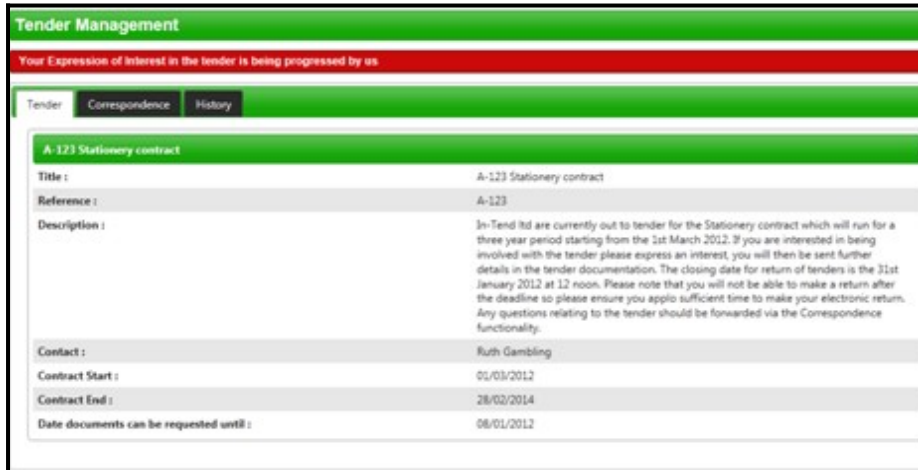 Tender Management
Your Expression of Interest in the tender is being progressed by us
Tender Correspondence History
A-123 Stationery contract
Title : A-123 Stationery contract
Reference : A-123
Description : In-Tend ltd are currently out to tender for the Stationery contract which will run for a
three year period starting from the 1st March 2012. If you are interested in being
involved with the tender please express an interest, you will then be sent further
details in the tender documentation. The closing date for return of tenders is the 31st
January 2012 at 12 noon. Please note that you will not be able to make a return after
the deadline so please ensure you applo sufficient time to make your electronic return.
Any questions relating to the tender should be forwarded via the Correspondence
functionality.
Contact : Ruth Gambling
Contract Start : 01/03/2012
Contract End : 28/02/2014
Date documents can be requested until : 08/01/2012